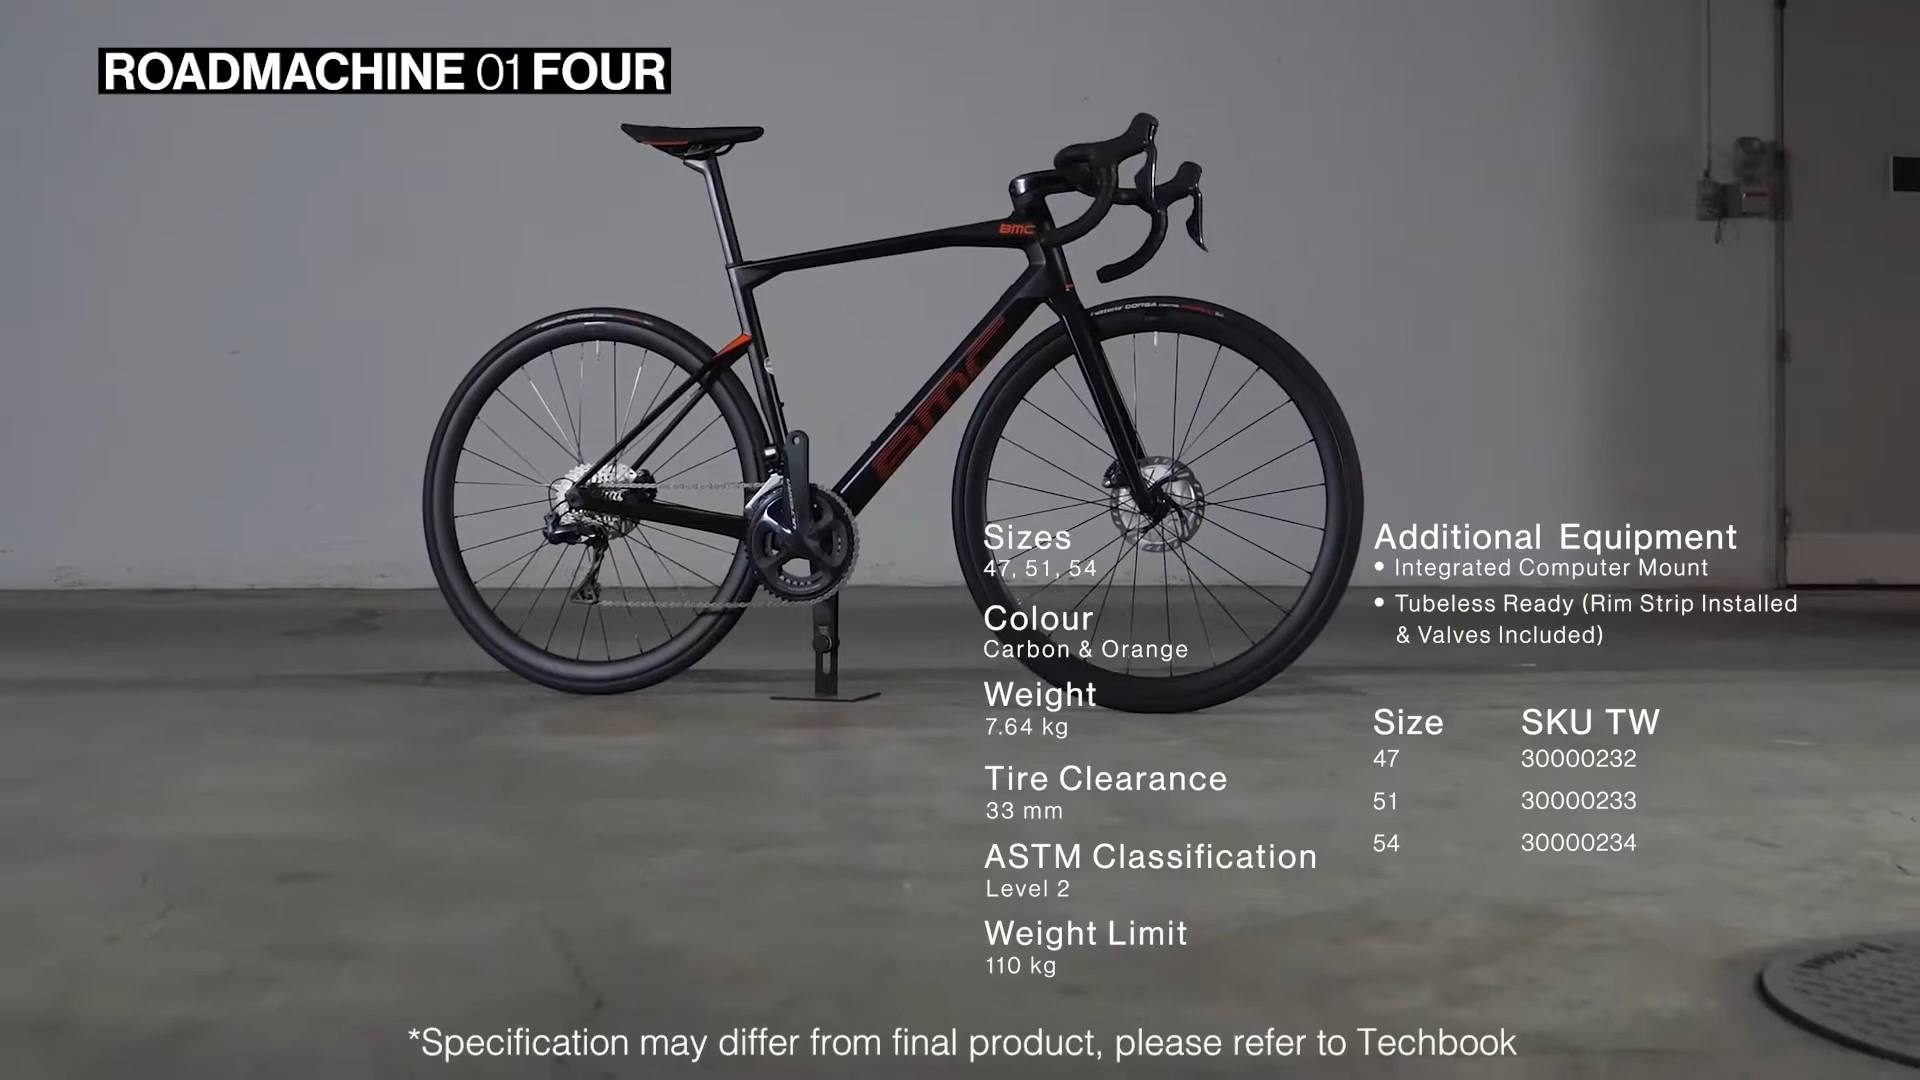 ROADMACHINE 01 FOUR
BMC
BMC
CORSA
Sizes
47, 51, 54
Colour
Carbon & Orange
Weight
7.64 kg
Tire Clearance
33 mm
ASTM Classification
Level 2
Weight Limit
110 kg
Additional Equipment
• Integrated Computer Mount
• Tubeless Ready (Rim Strip Installed
& Valves Included)
Size SKU TW
47 30000232
51 30000233
54 30000234
*Specification may differ from final product, please refer to Techbook